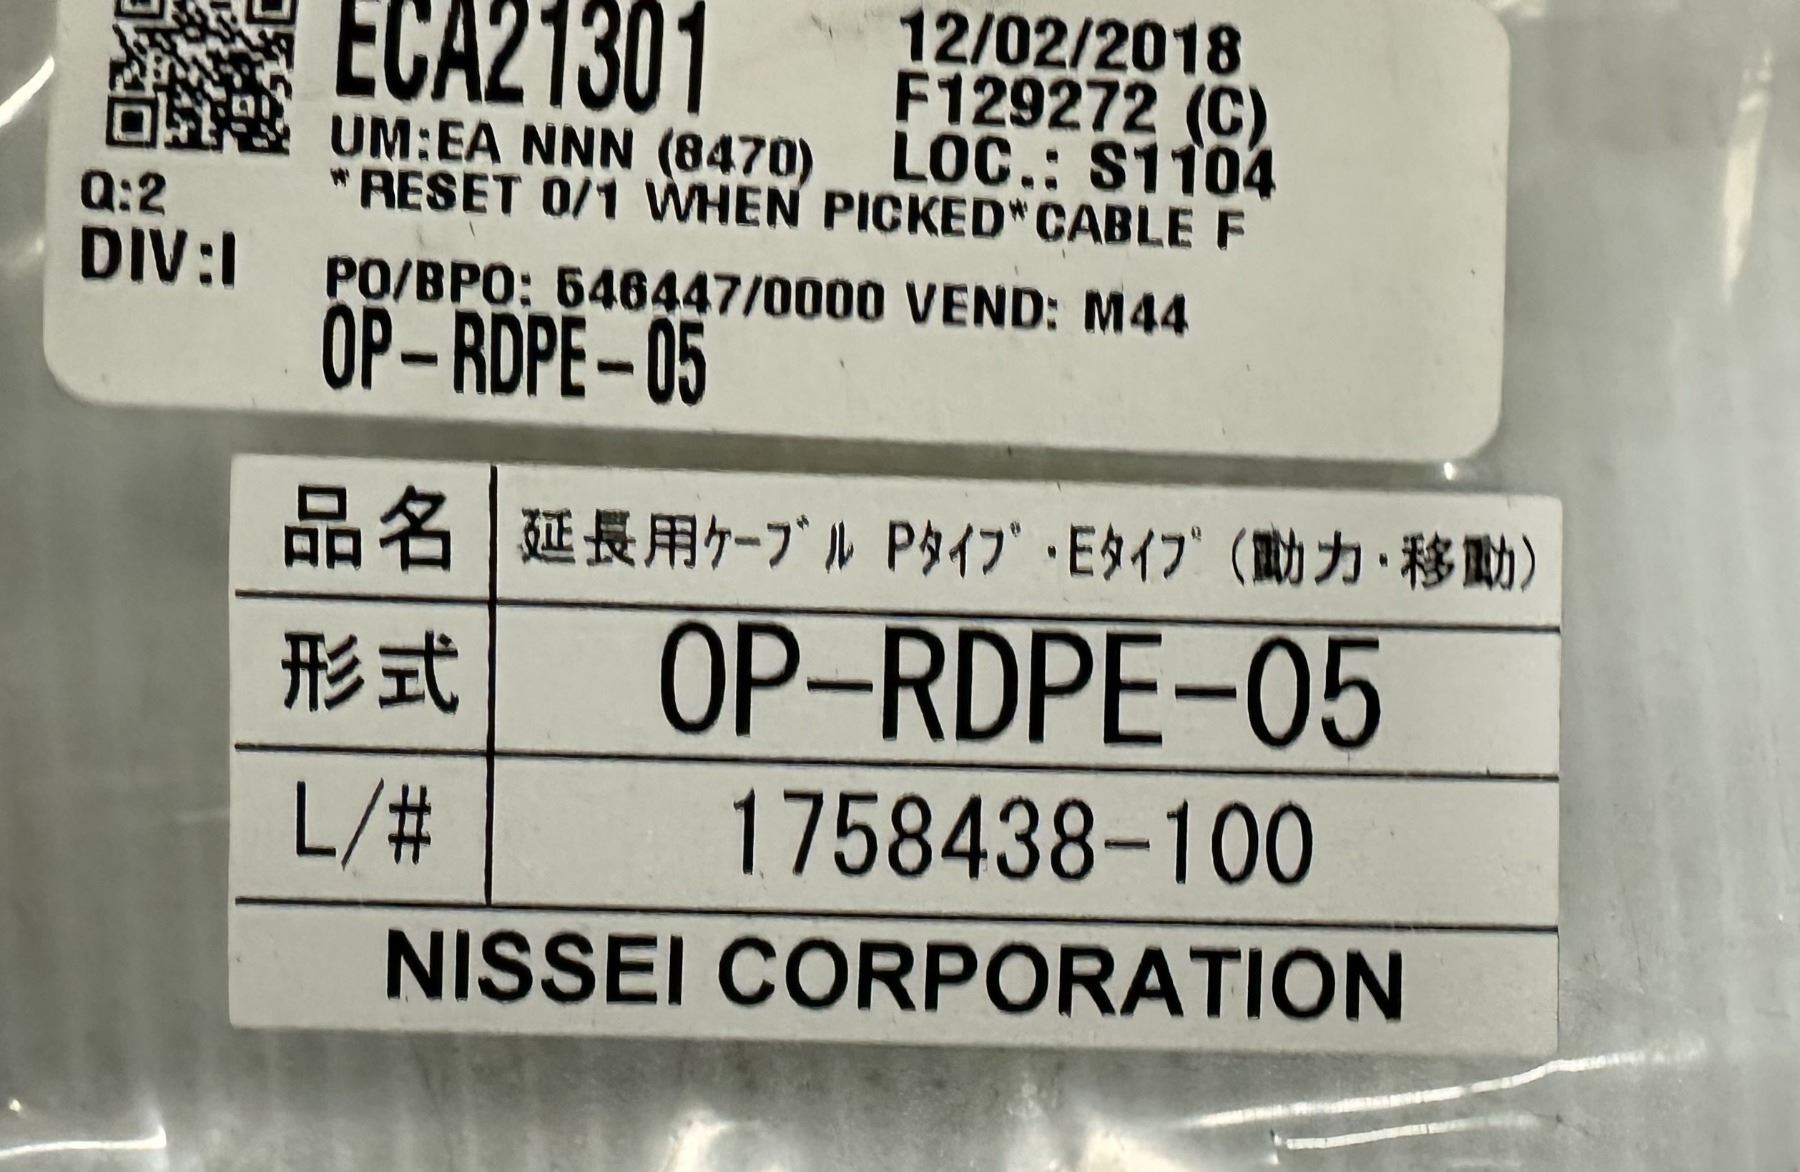 ECA21301
12/02/2018
F129272 (C)
UM:EA NNN (8470)
LOC.: S1104
Q:2
*RESET 0/1 WHEN PICKED*CABLE F
DIV:I
PO/BPO: 546447/0000 VEND: M44
OP-RDPE-05
品名 延長用ケーブル Pタイプ・Eタイプ(動力・移動)
形式 OP-RDPE-05
L/# 1758438-100
NISSEI CORPORATION